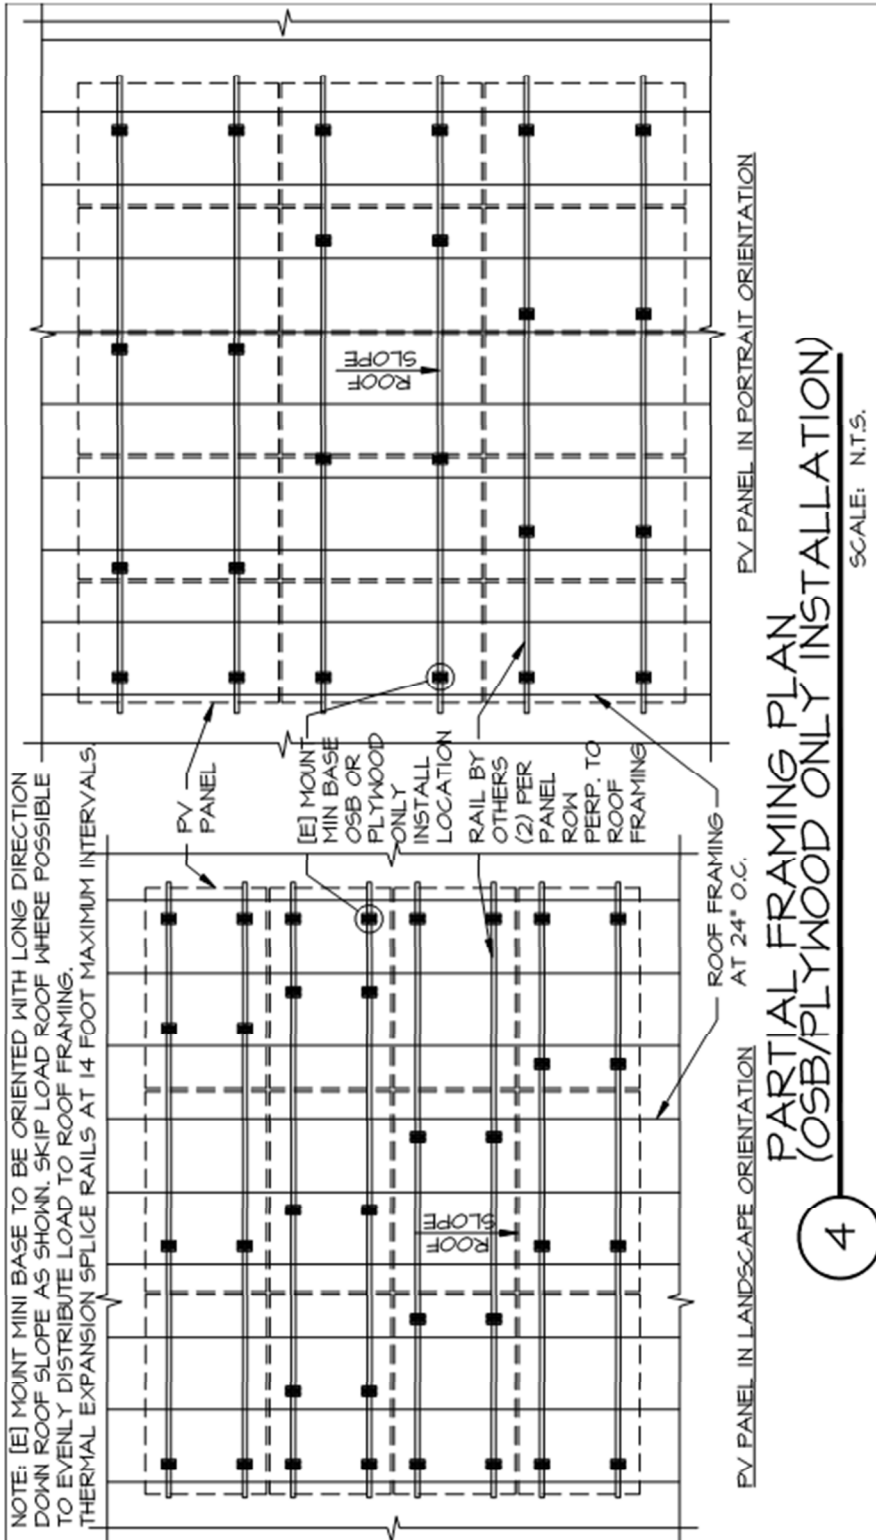 NOTE: [E] MOUNT MINI BASE TO BE ORIENTED WITH LONG DIRECTION
DOWN ROOF SLOPE AS SHOWN. SKIP LOAD ROOF WHERE POSSIBLE
TO EVENLY DISTRIBUTE LOAD TO ROOF FRAMING.
THERMAL EXPANSION SPLICE RAILS AT 14 FOOT MAXIMUM INTERVALS.
PV
PANEL
[E] MOUNT
MIN BASE
OSB OR
PLYWOOD
ONLY
INSTALL
LOCATION
RAIL BY
OTHERS
(2) PER
PANEL
ROW
PERP. TO
ROOF
FRAMING
ROOF
SLOPE
ROOF
SLOPE
ROOF FRAMING
AT 24" O.C.
PV PANEL IN LANDSCAPE ORIENTATION
PV PANEL IN PORTRAIT ORIENTATION
4
PARTIAL FRAMING PLAN
(OSB/PLYWOOD ONLY INSTALLATION)
SCALE: N.T.S.